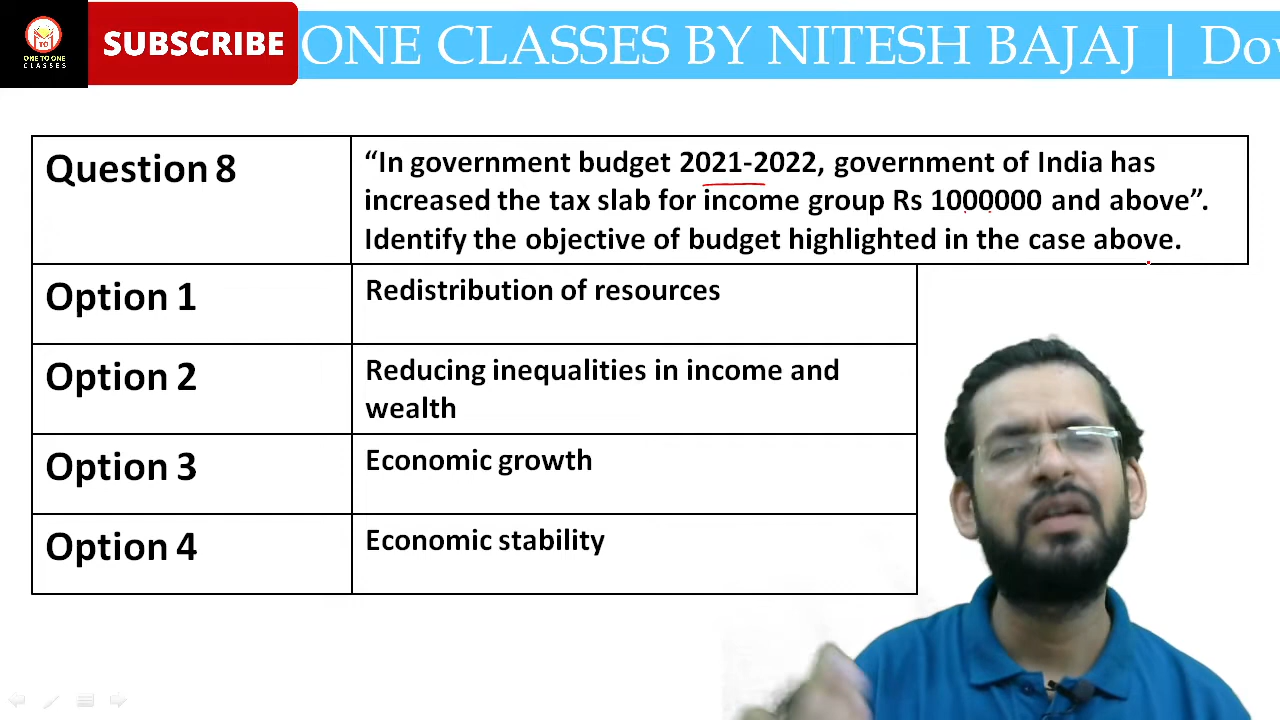 TO
ONE TO ONE
CLASSES
SUBSCRIBE
ONE CLASSES BY NITESH BAJAJ | Dov
Question 8
“In government budget 2021-2022, government of India has
increased the tax slab for income group Rs 1000000 and above”.
Identify the objective of budget highlighted in the case above.
Option 1
Redistribution of resources
Option 2
Reducing inequalities in income and
wealth
Option 3
Economic growth
Option 4
Economic stability